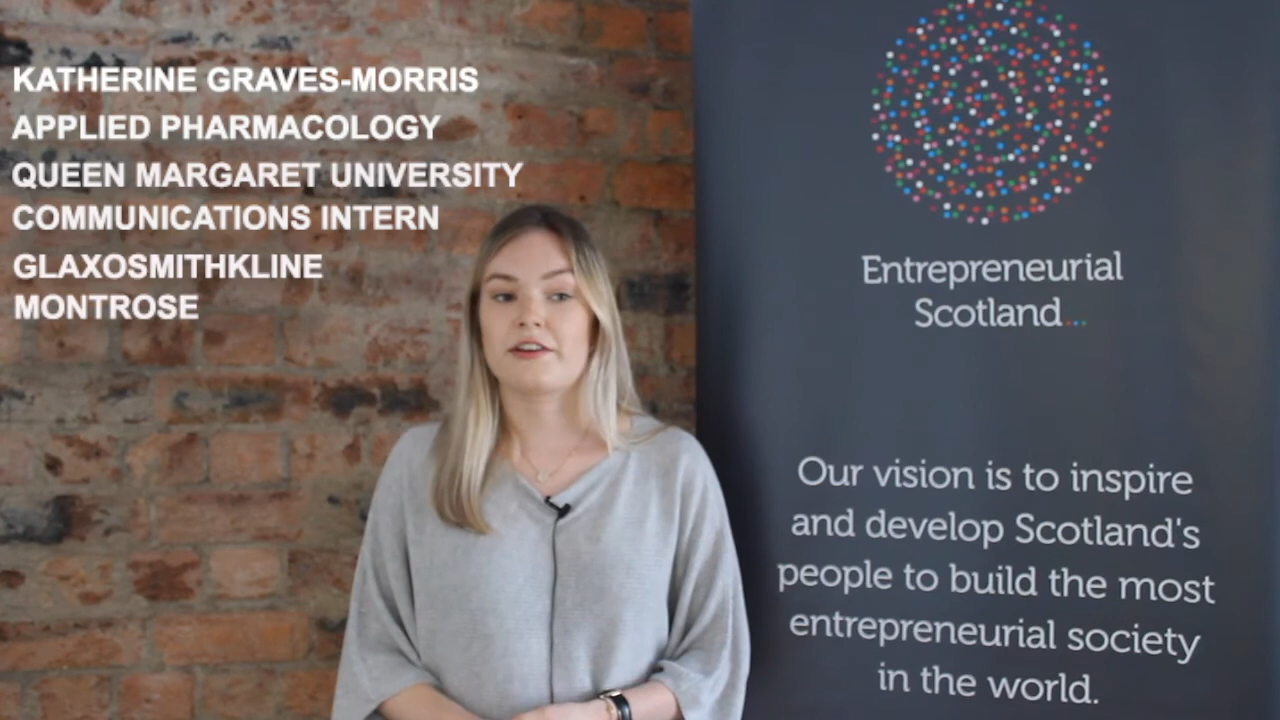 KATHERINE GRAVES-MORRIS
APPLIED PHARMACOLOGY
QUEEN MARGARET UNIVERSITY
COMMUNICATIONS INTERN
GLAXOSMITHKLINE
MONTROSE
Entrepreneurial
Scotland...
Our vision is to inspire
and develop Scotland's
people to build the most
entrepreneurial society
in the world.